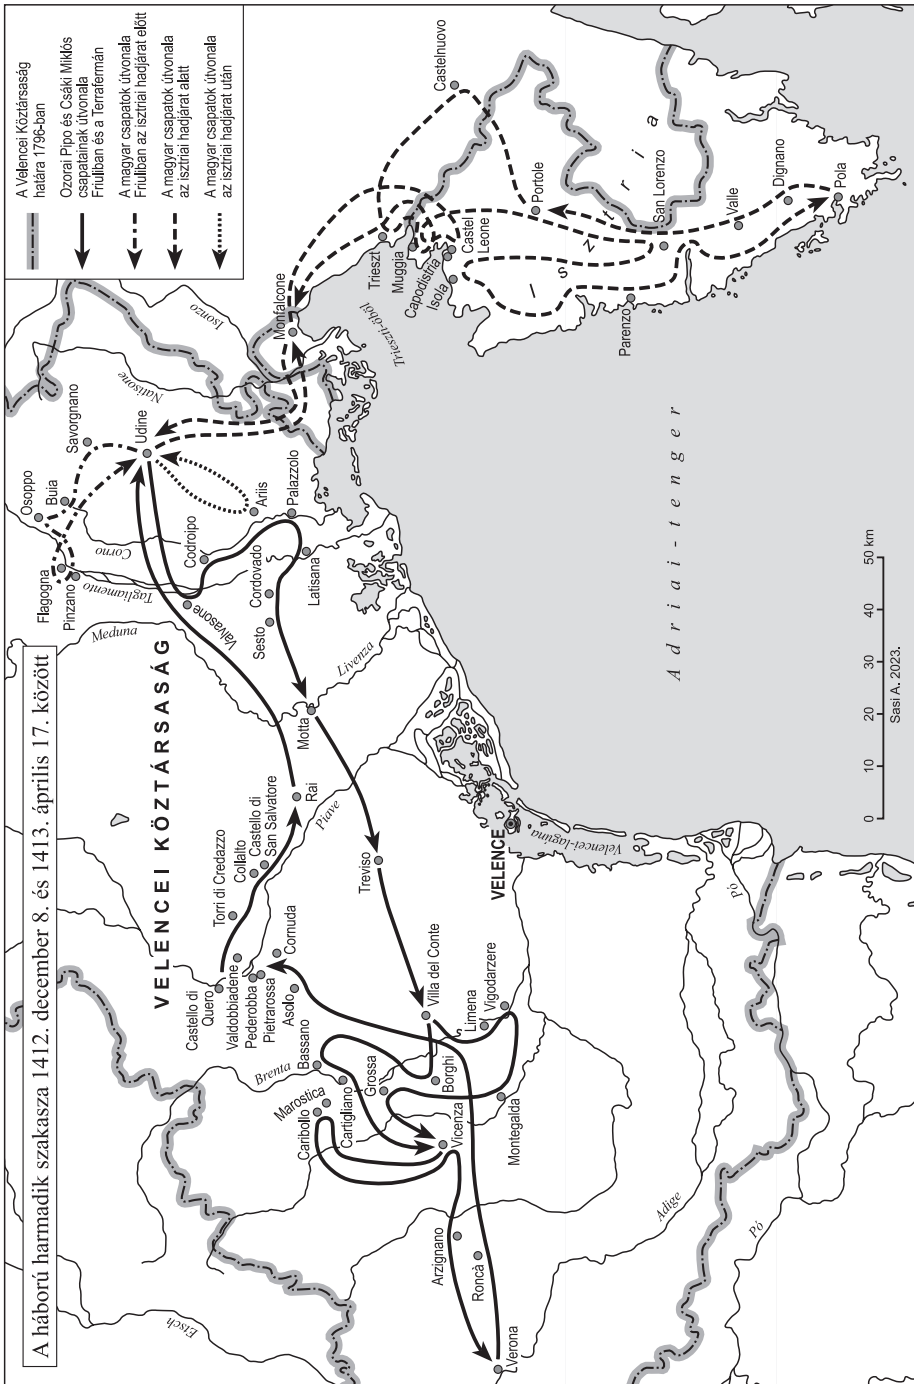 A háború harmadik szakasza 1412. december 8. és 1413. április 17. között
A Velencei Köztársaság
határa 1796-ban
Ozorai Pipo és Csáki Miklós
csapatainak útvonala
Friuliban és a Terrafermán
A magyar csapatok útvonala
Friuliban az isztriai hadjárat előtt
A magyar csapatok útvonala
az isztriai hadjárat alatt
A magyar csapatok útvonala
az isztriai hadjárat után
VELENCEI KÖZTÁRSASÁG
Etsch
Brenta
Piave
Meduna
Livenza
Tagliamento
Corno
Natisone
Isonzo
Flagogna
Pinzano
Osoppo
Buia
Savorgnano
Udine
Codroipo
Valvasone
Cordovado
Sesto
Ariis
Palazzolo
Latisana
Motta
Rai
Castello di
San Salvatore
Collalto
Torri di Credazzo
Castello di
Quero
Valdobbiadene
Pederobba
Pietrarossa
Cornuda
Asolo
Bassano
Marostica
Caribollo
Cartigliano
Grossa
Treviso
Villa del Conte
Limena
Vigodarzere
Borghi
Vicenza
Montegalda
Arzignano
Roncà
Verona
Adige
Pó
Pó
VELENCE
Velencei-lagúna
Monfalcone
Trieszti-öböl
Trieszt
Muggia
Capodistria
Isola
Castel
Leone
Castelnuovo
Portole
Isztria
San Lorenzo
Parenzo
Valle
Dignano
Pola
Adriai-tenger
0 10 20 30 40 50 km
Sasi A. 2023.